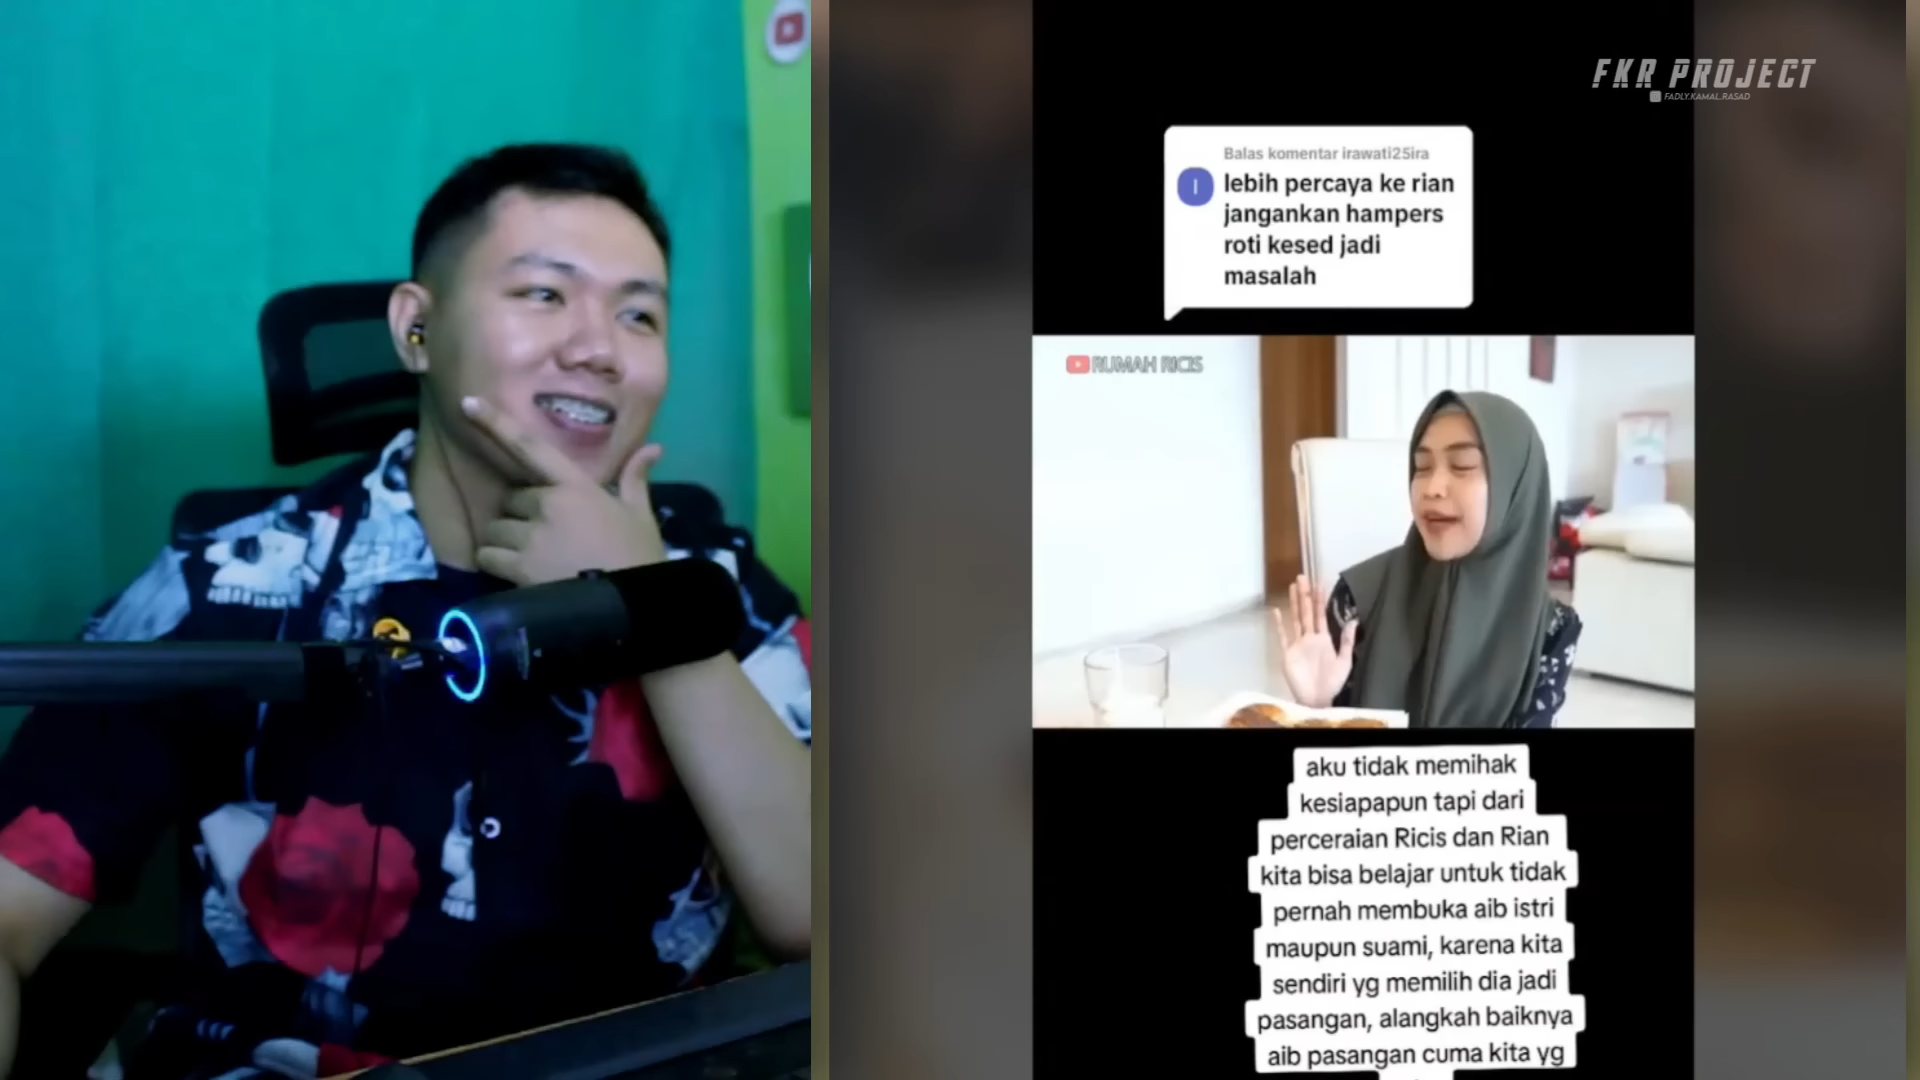 FKR PROJECT
FADLY.KAMAL.RASAD
Balas komentar irawati25ira
I
lebih percaya ke rian
jangankan hampers
roti kesed jadi
masalah
RUMAH RICIS
aku tidak memihak
kesiapapun tapi dari
perceraian Ricis dan Rian
kita bisa belajar untuk tidak
pernah membuka aib istri
maupun suami, karena kita
sendiri yg memilih dia jadi
pasangan, alangkah baiknya
aib pasangan cuma kita yg